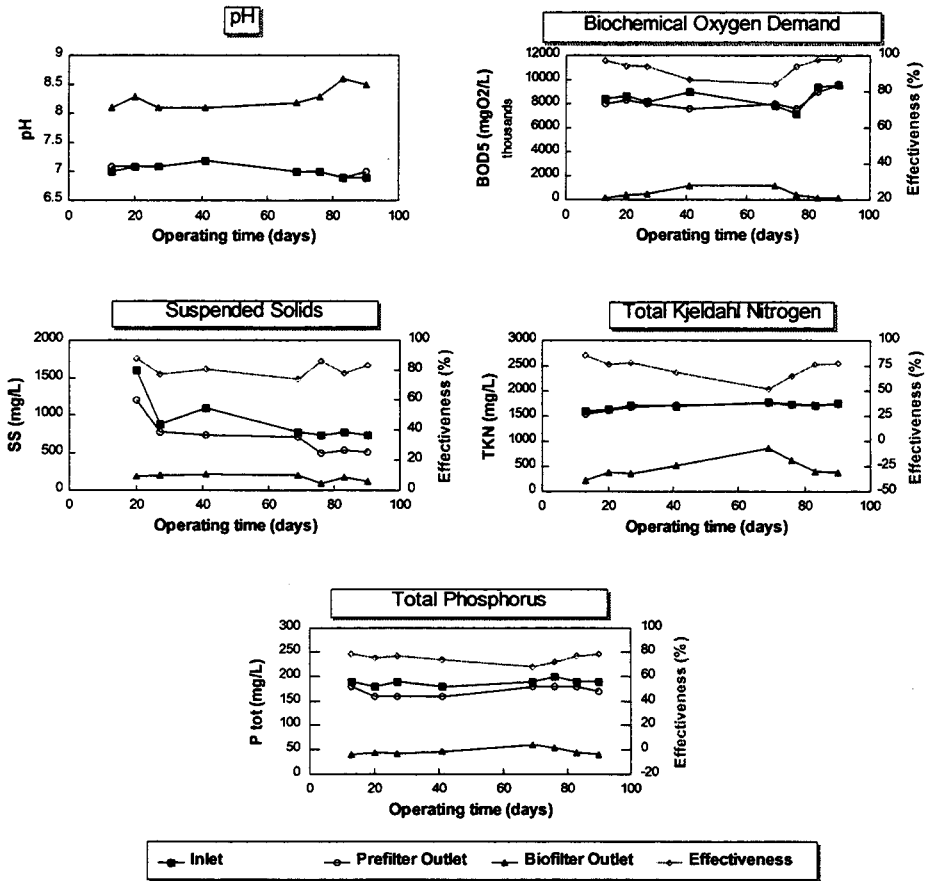 pH
9
8.5
8
7.5
7
6.5
pH
0 20 40 60 80 100
Operating time (days)
Biochemical Oxygen Demand
12000
10000
8000
6000
4000
2000
0
BOD5 (mgO2/L)
thousands
100
80
60
40
20
Effectiveness (%)
0 20 40 60 80 100
Operating time (days)
Suspended Solids
2000
1500
1000
500
0
SS (mg/L)
100
80
60
40
20
0
Effectiveness (%)
0 20 40 60 80 100
Operating time (days)
Total Kjeldahl Nitrogen
3000
2500
2000
1500
1000
500
0
TKN (mg/L)
100
75
50
25
0
-25
-50
Effectiveness (%)
0 20 40 60 80 100
Operating time (days)
Total Phosphorus
300
250
200
150
100
50
0
P tot (mg/L)
100
80
60
40
20
0
-20
Effectiveness (%)
0 20 40 60 80 100
Operating time (days)
Inlet Prefilter Outlet Biofilter Outlet Effectiveness